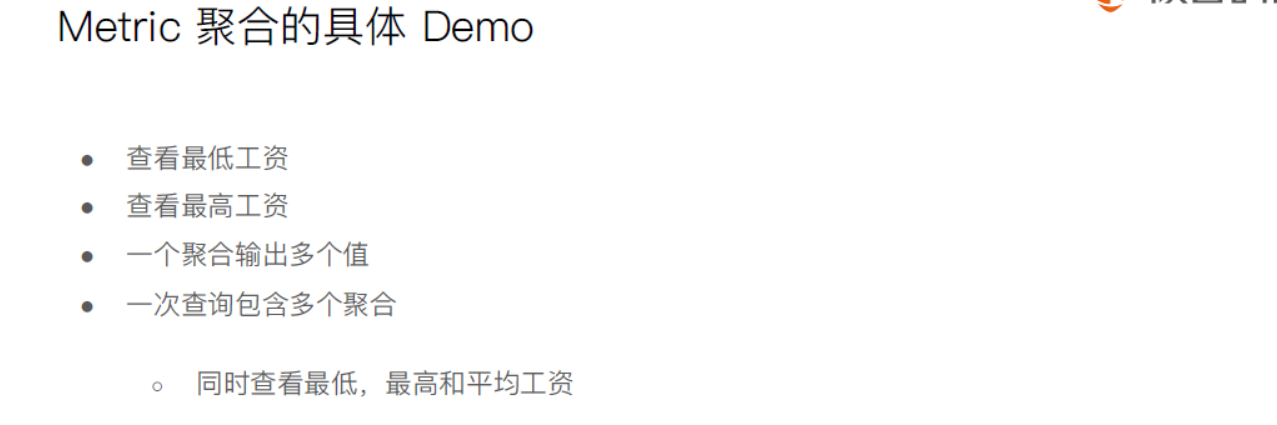 Metric 聚合的具体 Demo
● 查看最低工资
● 查看最高工资
● 一个聚合输出多个值
● 一次查询包含多个聚合
○ 同时查看最低，最高和平均工资